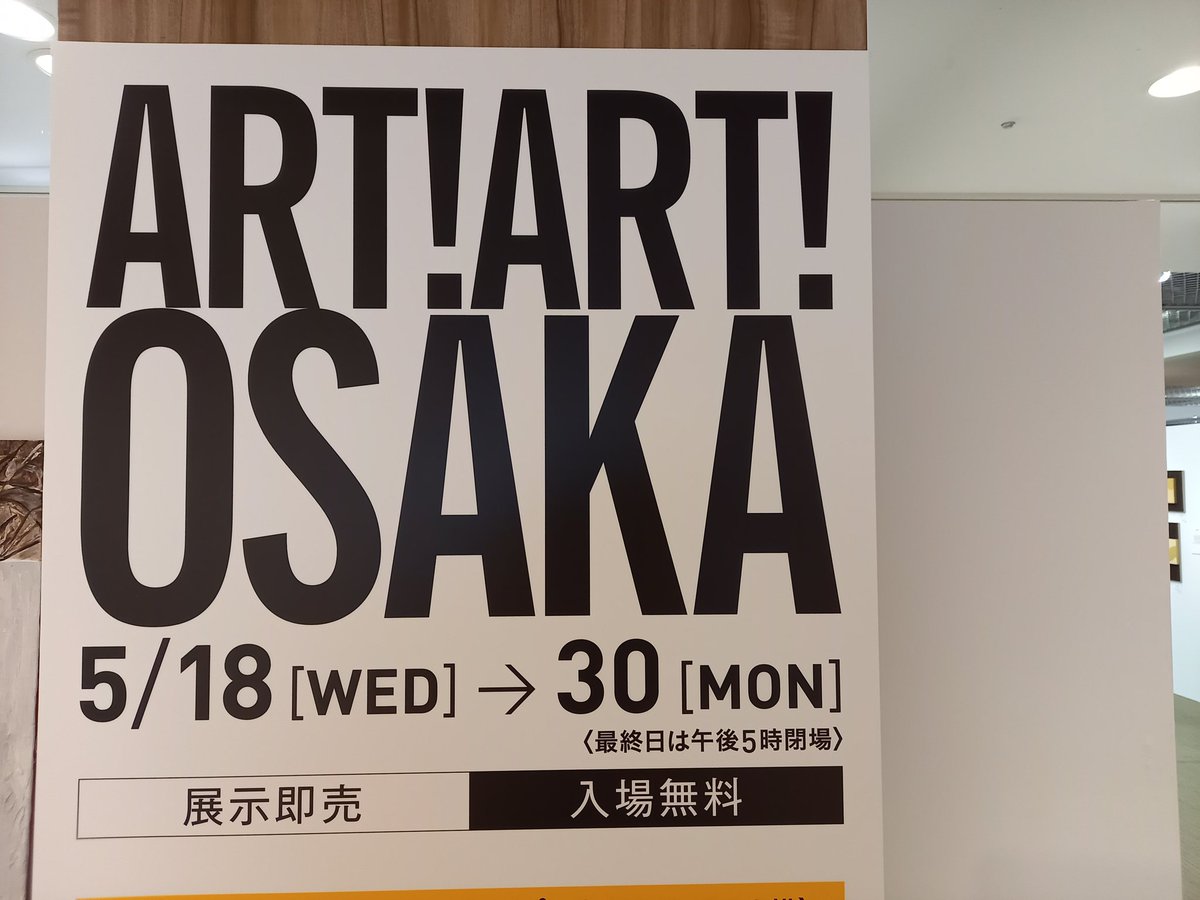 ART!ART!
OSAKA
5/18 [WED] → 30 [MON]
〈最終日は午後5時閉場〉
展示即売 入場無料